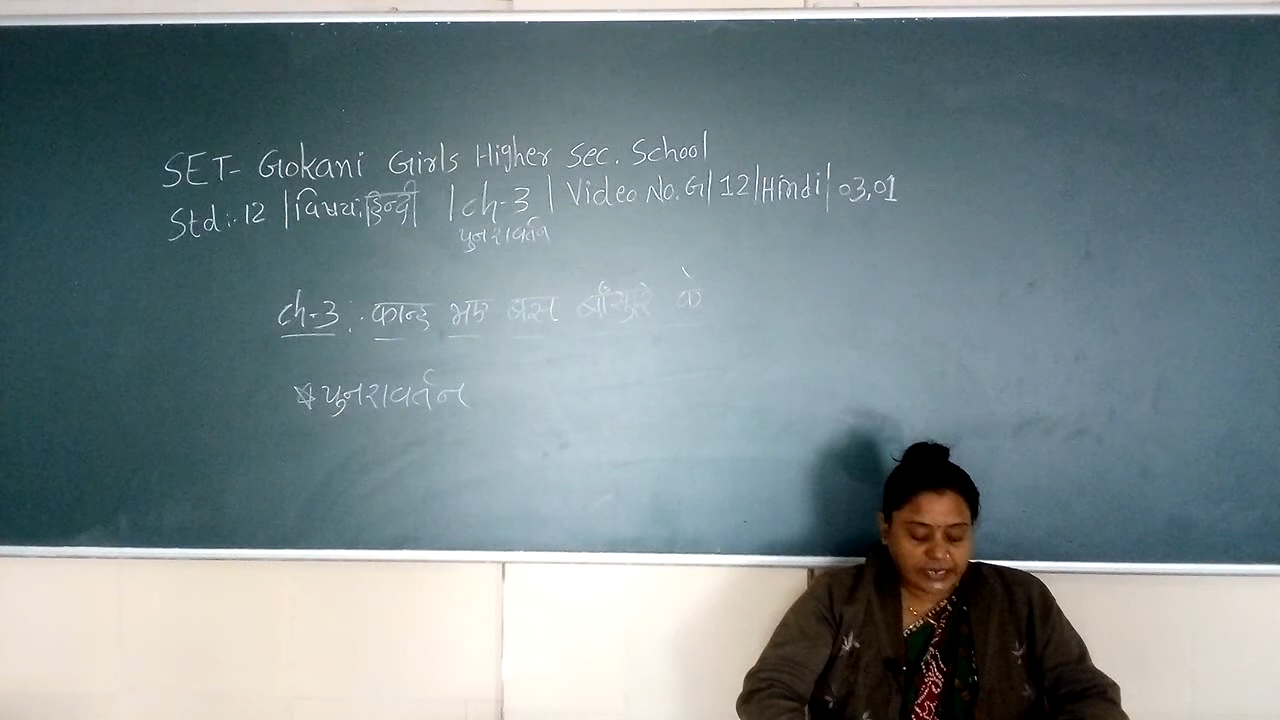 SET- Gokani Girls Higher Sec. School
Std:-12 | विषय: हिन्दी | ch-3 | Video No. G/12/Hindi/03,01
पुनरावर्तन
ch-3: कान्ह भए बस बाँसुरी के
* पुनरावर्तन